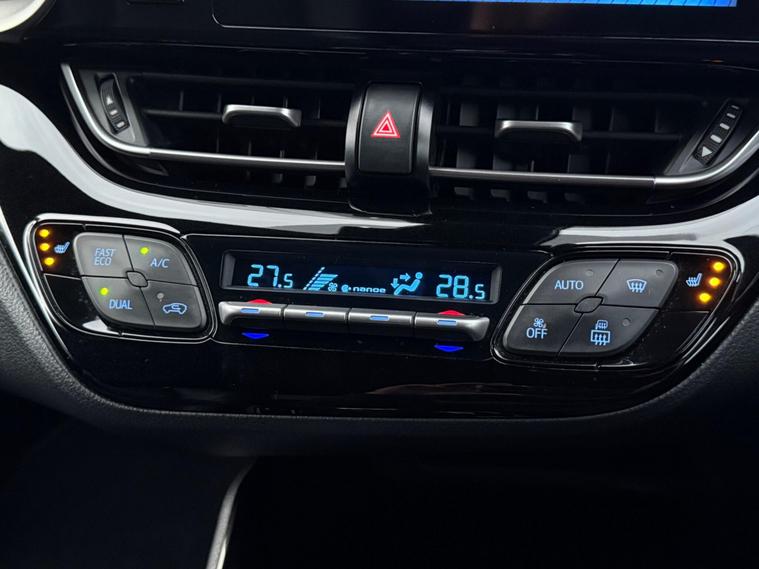 FAST
ECO
A/C
DUAL
27.5
nanoe
28.5
AUTO
OFF